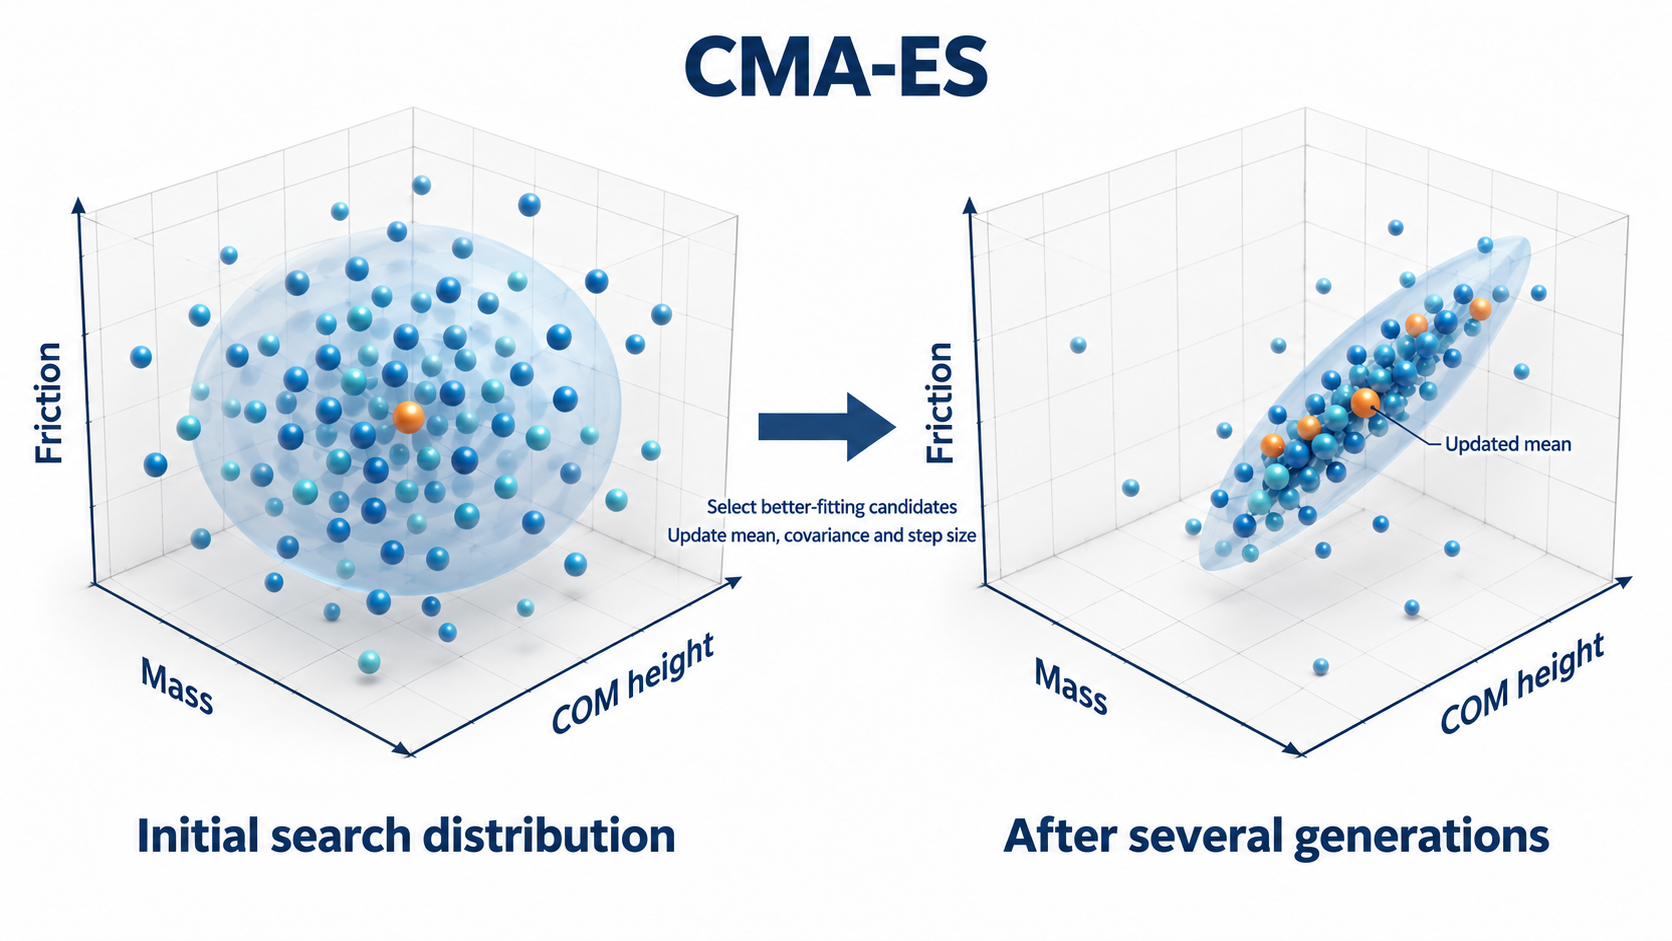 CMA-ES
Friction
Mass
COM height
Initial search distribution
Select better-fitting candidates
Update mean, covariance and step size
Friction
Updated mean
Mass
COM height
After several generations